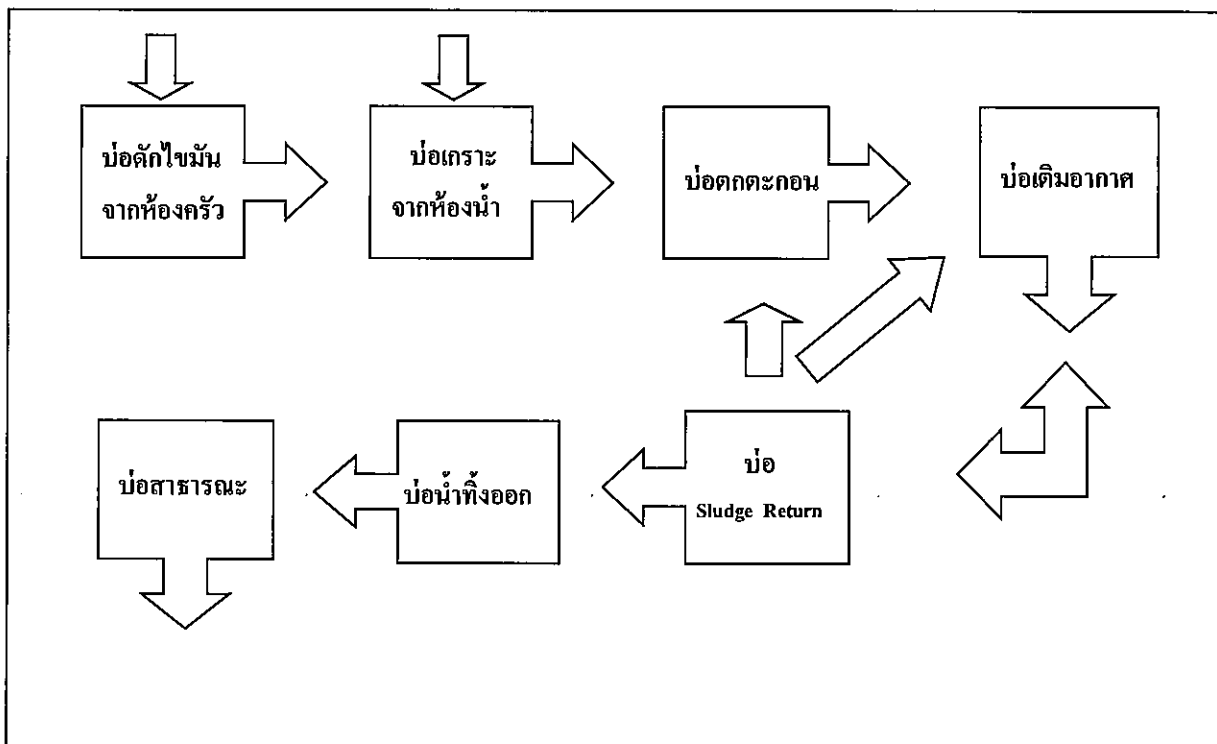 บ่อดักไขมัน
จากห้องครัว
บ่อเกราะ
จากห้องน้ำ
บ่อตกตะกอน
บ่อเติมอากาศ
บ่อสาธารณะ
บ่อน้ำทิ้งออก
บ่อ
Sludge Return